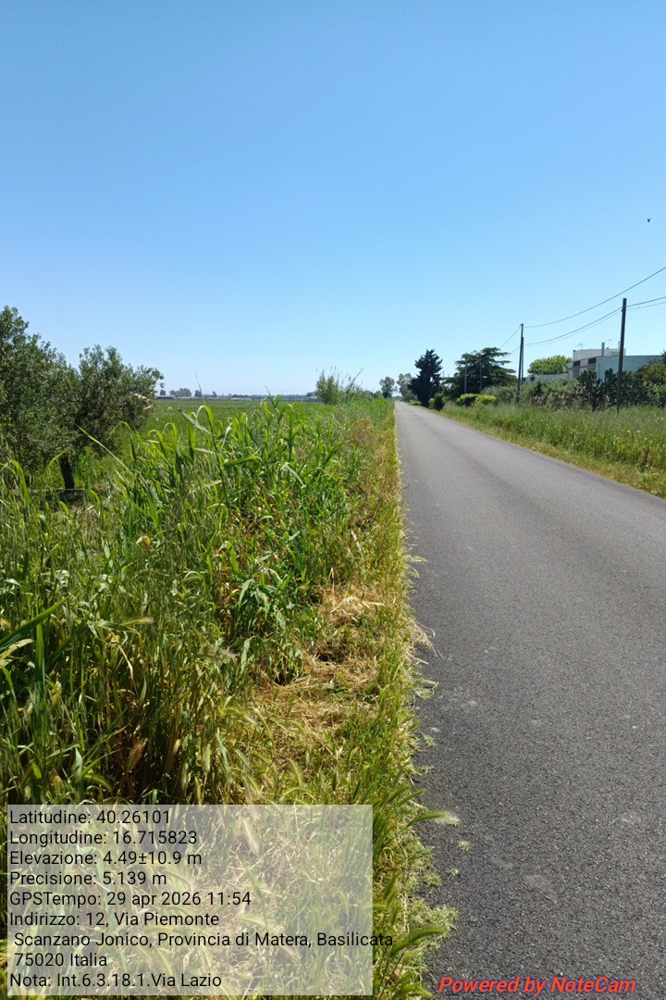 Latitudine: 40.26101
Longitudine: 16.715823
Elevazione: 4.49±10.9 m
Precisione: 5.139 m
GPSTempo: 29 apr 2026 11:54
Indirizzo: 12, Via Piemonte
Scanzano Jonico, Provincia di Matera, Basilicata
75020 Italia
Nota: Int.6.3.18.1.Via Lazio
Powered by NoteCam